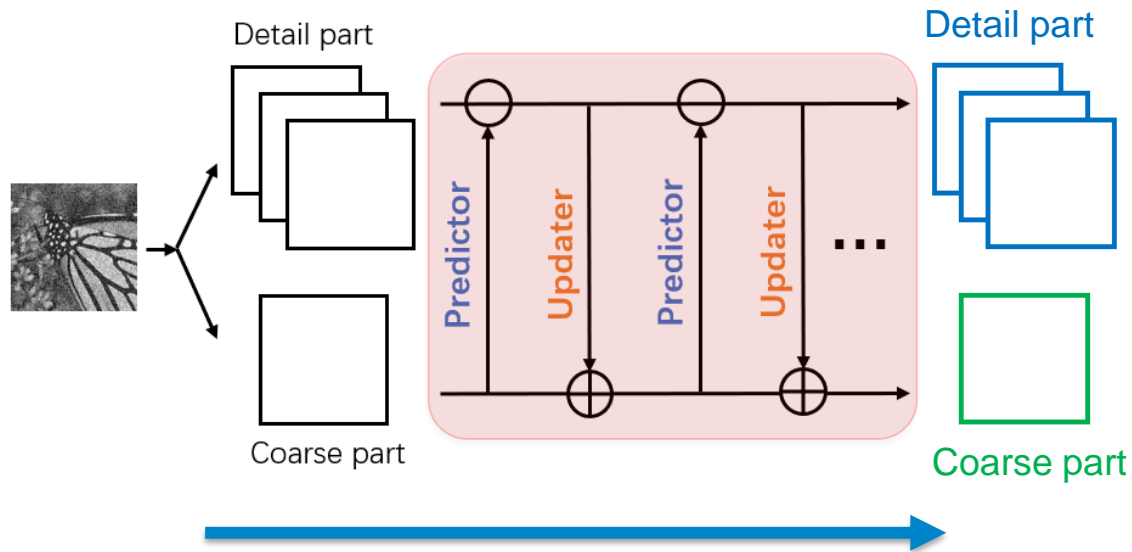 Detail part
Detail part
Predictor
Updater
Predictor
Updater
...
Coarse part
Coarse part